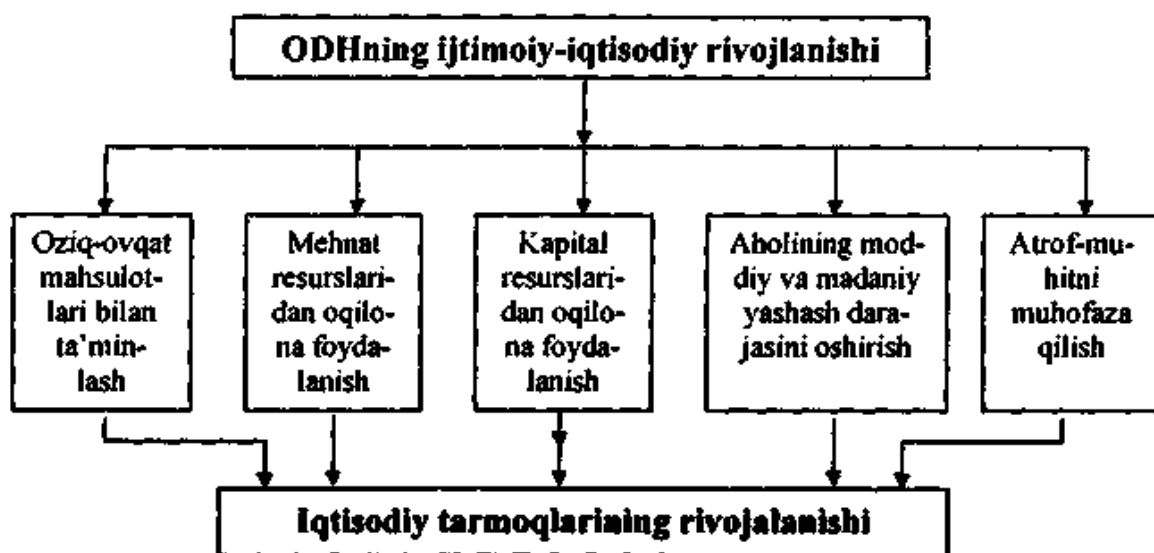 ODHning ijtimoiy-iqtisodiy rivojlanishi
Oziq-ovqat
mahsulot-
lari bilan
ta'min-
lash
Mehnat
resurslari-
dan oqilo-
na foyda-
lanish
Kapital
resurslari-
dan oqilo-
na foyda-
lanish
Aholining mod-
diy va madaniy
yashash dara-
jasini oshirish
Atrof-mu-
hitni
muhofaza
qilish
Iqtisodiy tarmoqlarining rivojalanishi